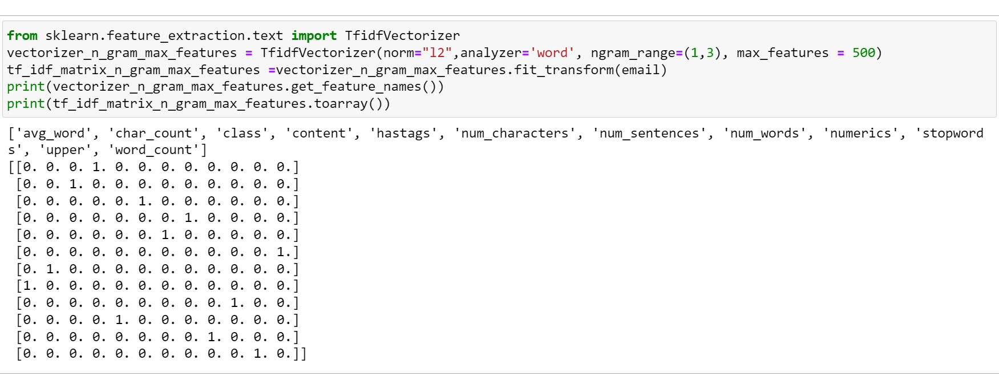 from sklearn.feature_extraction.text import TfidfVectorizer
vectorizer_n_gram_max_features = TfidfVectorizer(norm="l2",analyzer='word', ngram_range=(1,3), max_features = 500)
tf_idf_matrix_n_gram_max_features =vectorizer_n_gram_max_features.fit_transform(email)
print(vectorizer_n_gram_max_features.get_feature_names())
print(tf_idf_matrix_n_gram_max_features.toarray())
['avg_word', 'char_count', 'class', 'content', 'hastags', 'num_characters', 'num_sentences', 'num_words', 'numerics', 'stopword
s', 'upper', 'word_count']
[[0. 0. 0. 1. 0. 0. 0. 0. 0. 0. 0. 0.]
[0. 0. 1. 0. 0. 0. 0. 0. 0. 0. 0. 0.]
[0. 0. 0. 0. 0. 1. 0. 0. 0. 0. 0. 0.]
[0. 0. 0. 0. 0. 0. 0. 1. 0. 0. 0. 0.]
[0. 0. 0. 0. 0. 0. 1. 0. 0. 0. 0. 0.]
[0. 0. 0. 0. 0. 0. 0. 0. 0. 0. 0. 1.]
[0. 1. 0. 0. 0. 0. 0. 0. 0. 0. 0. 0.]
[1. 0. 0. 0. 0. 0. 0. 0. 0. 0. 0. 0.]
[0. 0. 0. 0. 0. 0. 0. 0. 0. 1. 0. 0.]
[0. 0. 0. 0. 1. 0. 0. 0. 0. 0. 0. 0.]
[0. 0. 0. 0. 0. 0. 0. 0. 1. 0. 0. 0.]
[0. 0. 0. 0. 0. 0. 0. 0. 0. 0. 1. 0.]]